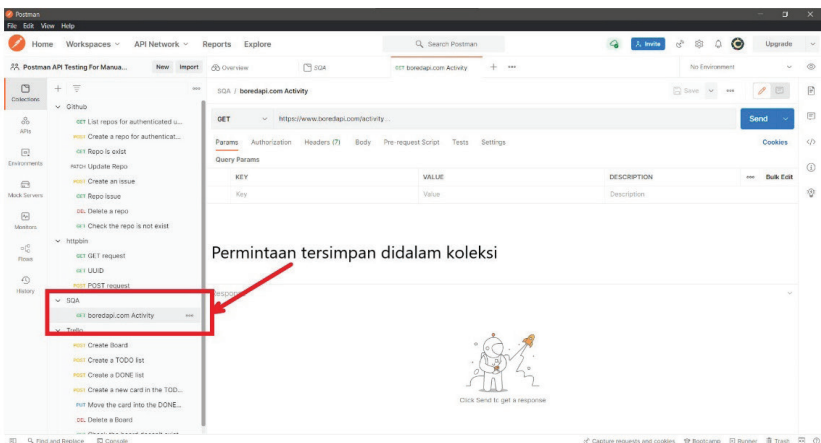 Postman
File Edit View Help
Home Workspaces API Network Reports Explore
Search Postman
Invite
Upgrade
Postman API Testing For Manua...
New Import
Overview
SQA
GET boredapi.com Activity
No Environment
Collections
APIs
Environments
Mock Servers
Monitors
Flows
History
Github
GET List repos for authenticated u...
POST Create a repo for authenticat...
GET Repo is exist
PATCH Update Repo
POST Create an issue
GET Repo Issue
DEL Delete a repo
GET Check the repo is not exist
httpbin
GET GET request
GET UUID
POST POST request
SQA
GET boredapi.com Activity
Trello
POST Create Board
POST Create a TODO list
POST Create a DONE list
POST Create a new card in the TOD...
PUT Move the card into the DONE...
DEL Delete a Board
SQA / boredapi.com Activity
Save
GET
https://www.boredapi.com/activity...
Send
Params Authorization Headers (7) Body Pre-request Script Tests Settings
Cookies
Query Params
KEY VALUE DESCRIPTION
Bulk Edit
Key Value Description
Permintaan tersimpan didalam koleksi
Click Send to get a response
Find and Replace Console
Capture requests and cookies Bootcamp Runner Trash